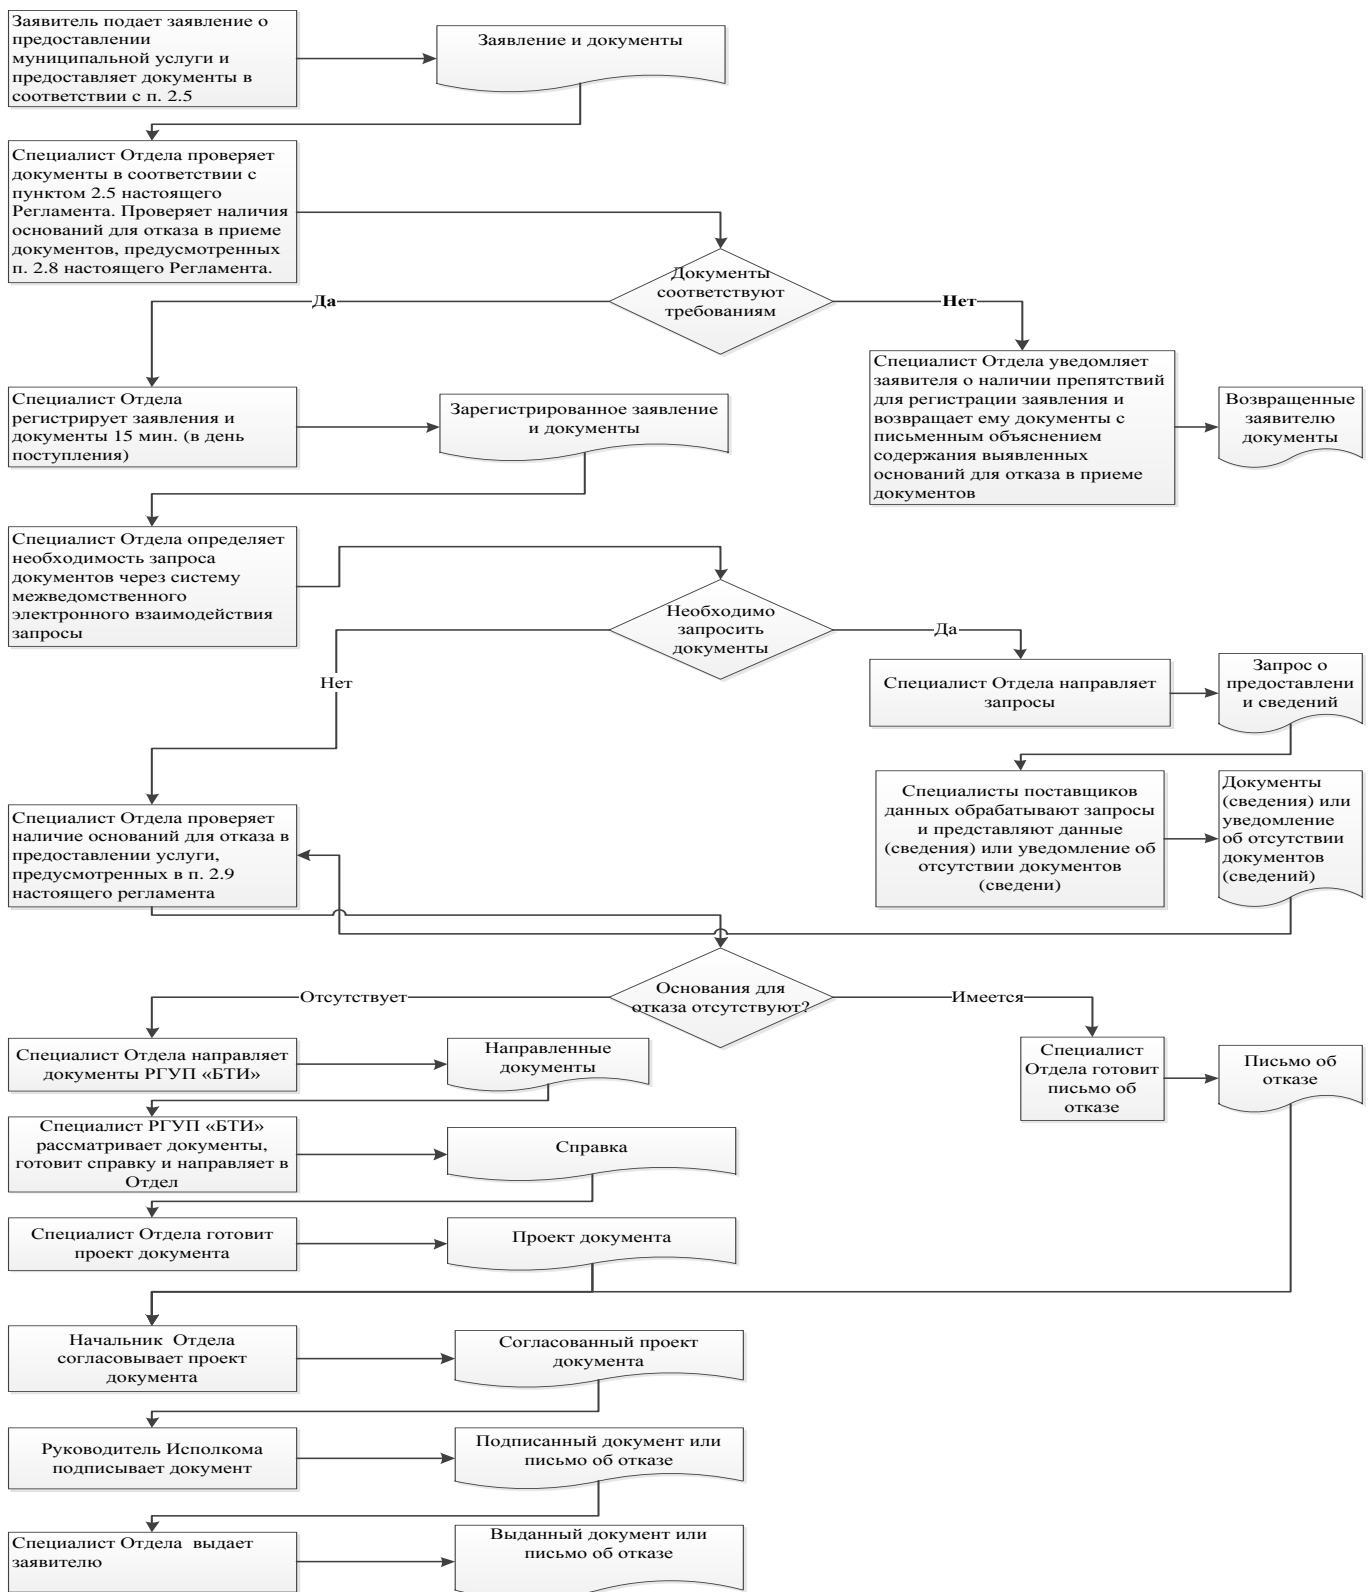 Заявитель подает заявление о
предоставлении
муниципальной услуги и
предоставляет документы в
соответствии с п. 2.5
Заявление и документы
Специалист Отдела проверяет
документы в соответствии с
пунктом 2.5 настоящего
Регламента. Проверяет наличия
оснований для отказа в приеме
документов, предусмотренных
п. 2.8 настоящего Регламента.
Документы
соответствуют
требованиям
Да
Нет
Специалист Отдела
регистрирует заявления и
документы 15 мин. (в день
поступления)
Зарегистрированное заявление
и документы
Специалист Отдела уведомляет
заявителя о наличии препятствий
для регистрации заявления и
возвращает ему документы с
письменным объяснением
содержания выявленных
оснований для отказа в приеме
документов
Возвращенные
заявителю
документы
Специалист Отдела определяет
необходимость запроса
документов через систему
межведомственного
электронного взаимодействия
запросы
Необходимо
запросить
документы
Да
Нет
Специалист Отдела направляет
запросы
Запрос о
предоставлени
и сведений
Специалисты поставщиков
данных обрабатывают запросы
и представляют данные
(сведения) или уведомление об
отсутствии документов
(сведени)
Документы
(сведения) или
уведомление
об отсутствии
документов
(сведений)
Специалист Отдела проверяет
наличие оснований для отказа в
предоставлении услуги,
предусмотренных в п. 2.9
настоящего регламента
Основания для
отказа отсутствуют?
Отсутствует
Имеется
Специалист Отдела направляет
документы РГУП «БТИ»
Направленные
документы
Специалист
Отдела готовит
письмо об
отказе
Письмо об
отказе
Специалист РГУП «БТИ»
рассматривает документы,
готовит справку и направляет в
Отдел
Справка
Специалист Отдела готовит
проект документа
Проект документа
Начальник  Отдела
согласовывает проект
документа
Согласованный проект
документа
Руководитель Исполкома
подписывает документ
Подписанный документ или
письмо об отказе
Специалист Отдела  выдает
заявителю
Выданный документ или
письмо об отказе